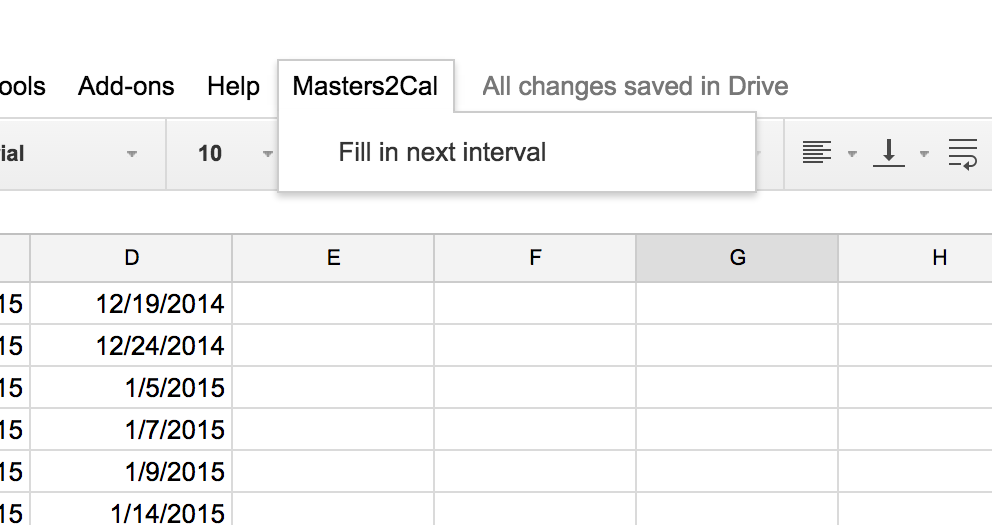 ools Add-ons Help Masters2Cal All changes saved in Drive
ial 10 Fill in next interval
D E F G H
15 12/19/2014
15 12/24/2014
15 1/5/2015
15 1/7/2015
15 1/9/2015
15 1/14/2015